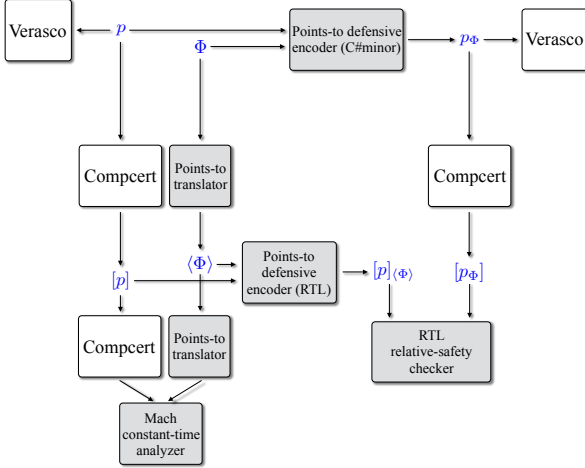 Verasco
p
Φ
Points-to defensive
encoder (C#minor)
p_Φ
Verasco
Compcert
Points-to
translator
Compcert
[p]
⟨Φ⟩
Points-to
defensive
encoder (RTL)
[p]_⟨Φ⟩
[p_Φ]
Compcert
Points-to
translator
RTL
relative-safety
checker
Mach
constant-time
analyzer